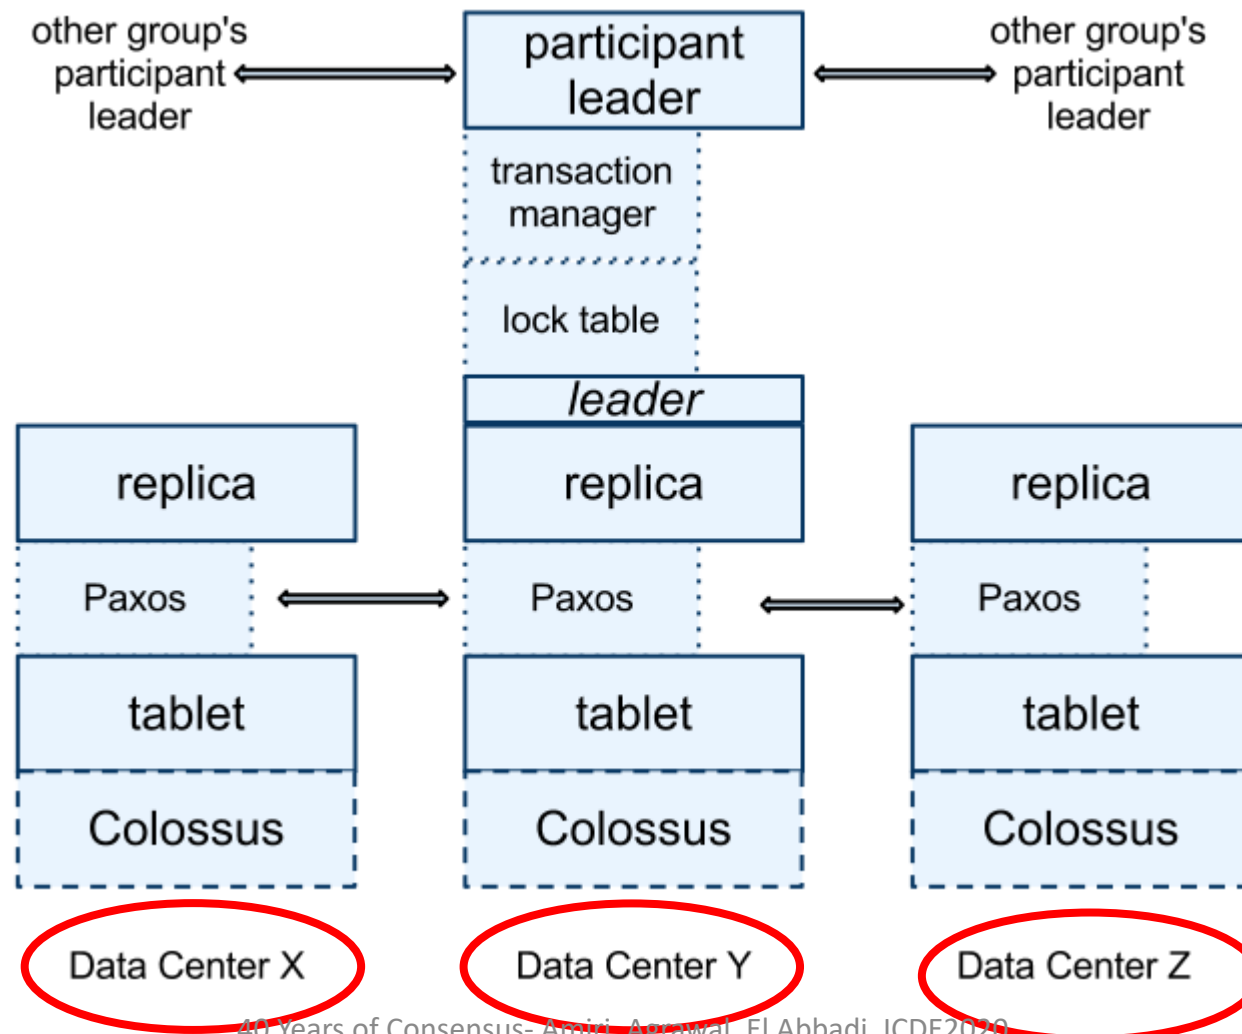 other group's
participant
leader
participant
leader
other group's
participant
leader
transaction
manager
lock table
leader
replica
replica
replica
Paxos
Paxos
Paxos
tablet
tablet
tablet
Colossus
Colossus
Colossus
Data Center X
Data Center Y
Data Center Z
40 Years of Consensus- Amiri, Agrawal, El Abbadi, ICDE2020